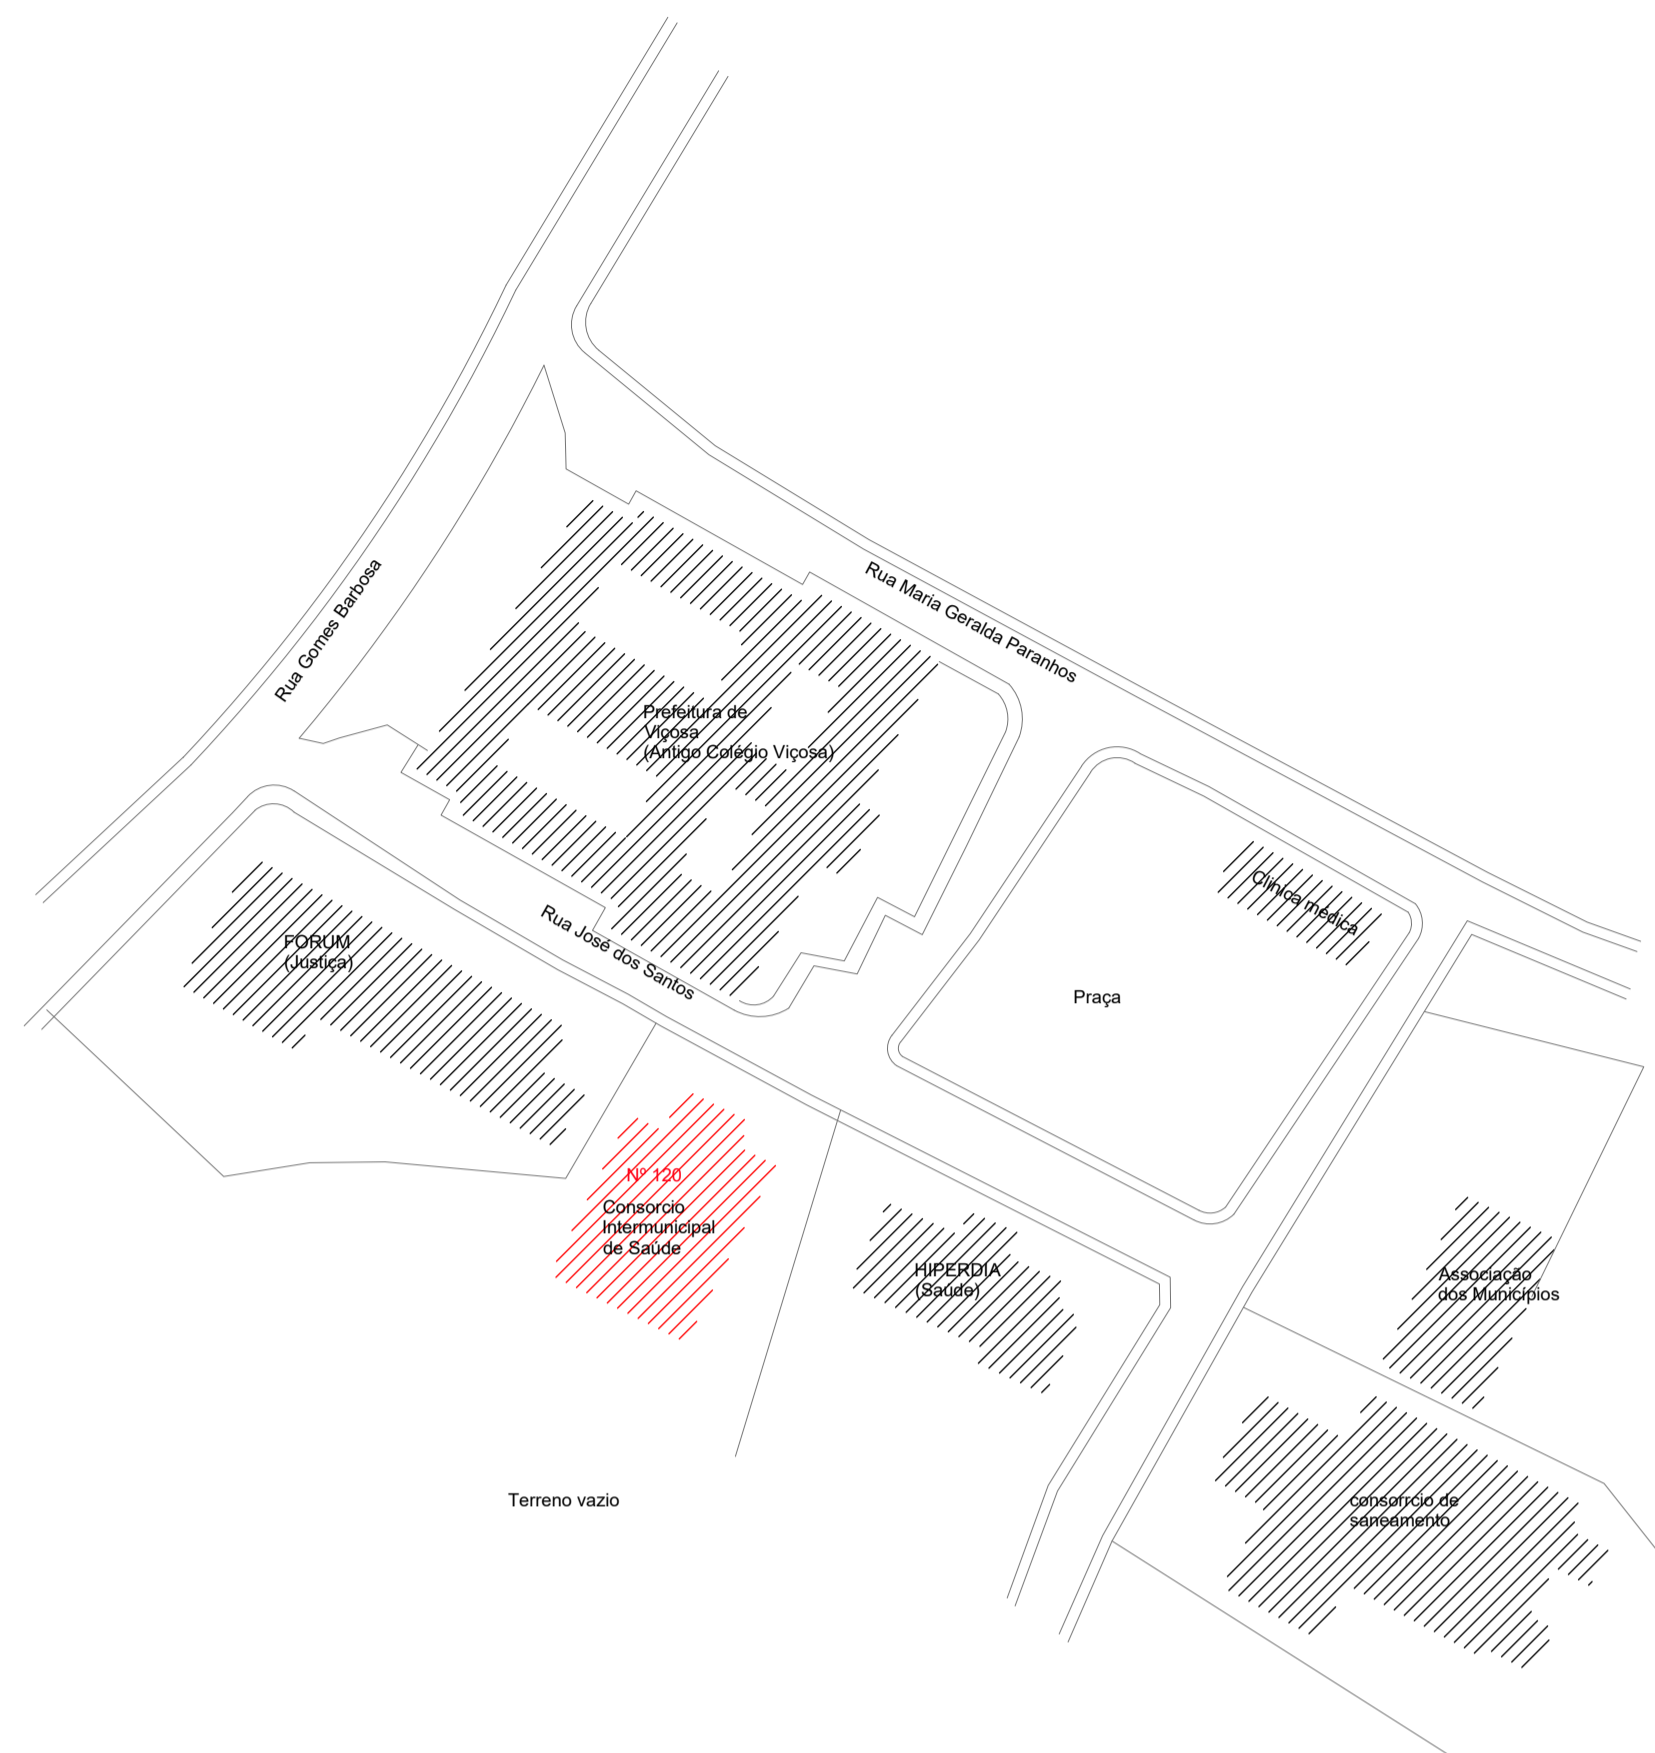 Rua Gomes Barbosa
Rua Maria Geralda Paranhos
Prefeitura de
Viçosa
(Antigo Colégio Viçosa)
Clinica médica
Rua José dos Santos
FORUM
(Justiça)
Praça
Nº 120
Consorcio
Intermunicipal
de Saúde
HIPERDIA
(Saúde)
Associação
dos Municípios
Terreno vazio
consorrcio de
saneamento